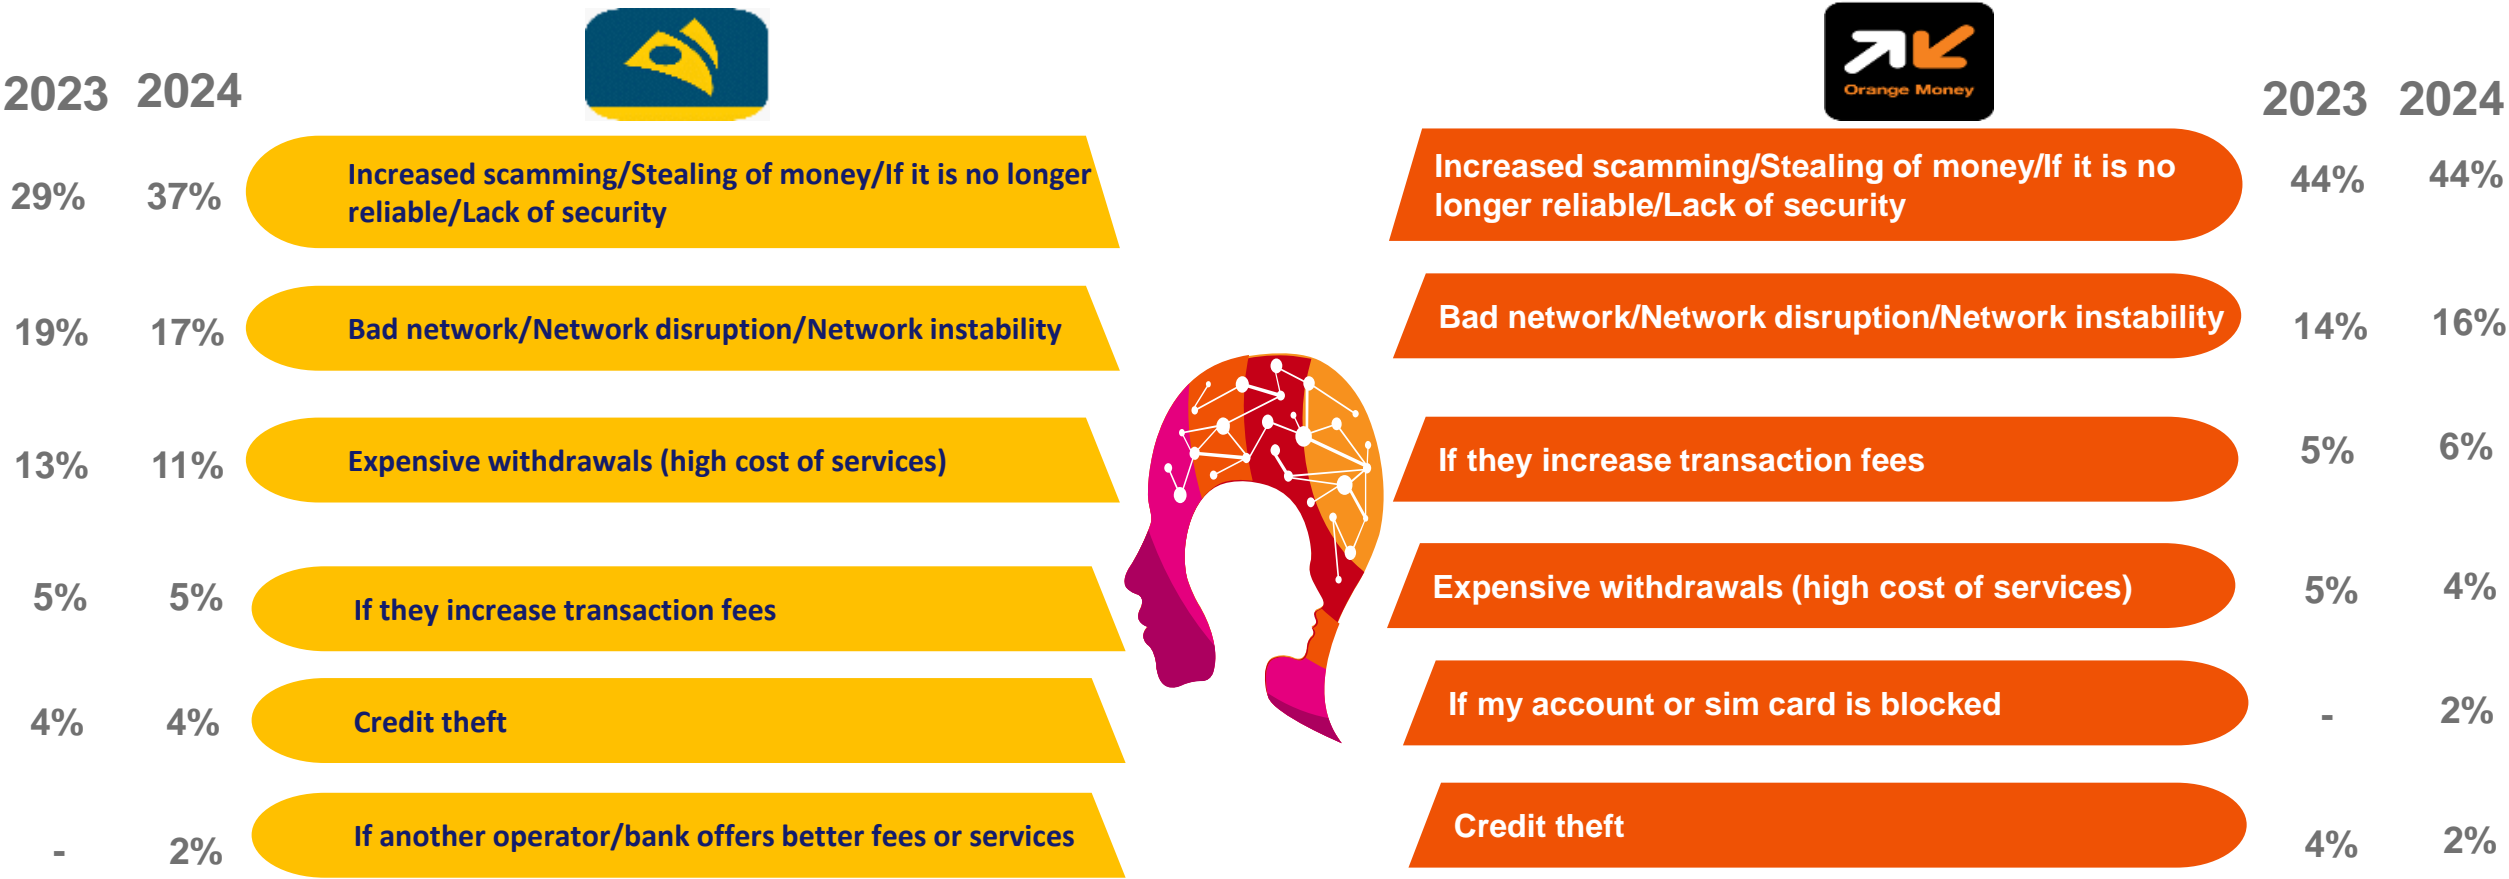 2023 2024
29% 37% Increased scamming/Stealing of money/If it is no longer
reliable/Lack of security
19% 17% Bad network/Network disruption/Network instability
13% 11% Expensive withdrawals (high cost of services)
5% 5% If they increase transaction fees
4% 4% Credit theft
- 2% If another operator/bank offers better fees or services
Orange Money
2023 2024
Increased scamming/Stealing of money/If it is no
longer reliable/Lack of security 44% 44%
Bad network/Network disruption/Network instability 14% 16%
If they increase transaction fees 5% 6%
Expensive withdrawals (high cost of services) 5% 4%
If my account or sim card is blocked - 2%
Credit theft 4% 2%